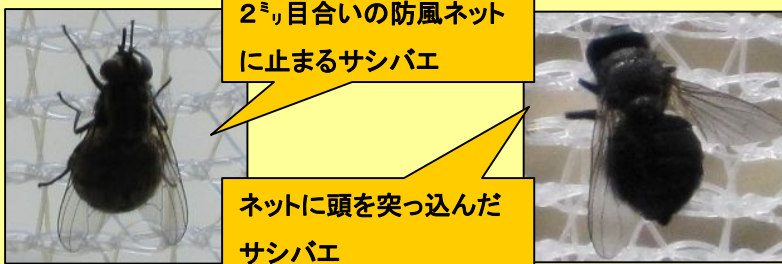 2㍉目合いの防風ネット
に止まるサシバエ
ネットに頭を突っ込んだ
サシバエ